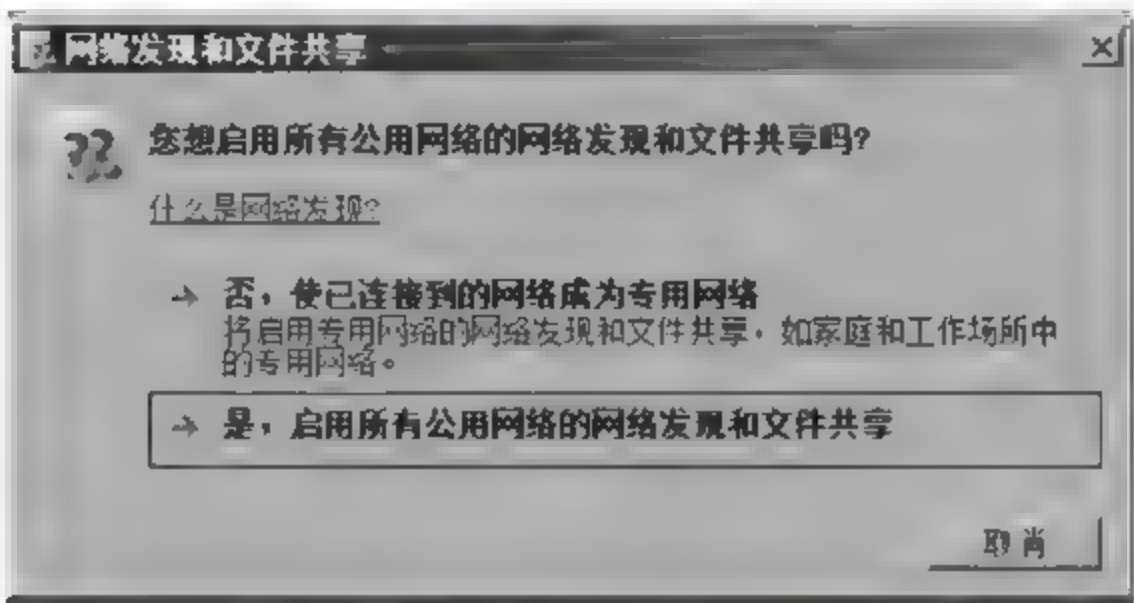 网络发现和文件共享
您想启用所有公用网络的网络发现和文件共享吗?
什么是网络发现?
否，使已连接到的网络成为专用网络
将启用专用网络的网络发现和文件共享，如家庭和工作场所中
的专用网络。
是，启用所有公用网络的网络发现和文件共享
取消